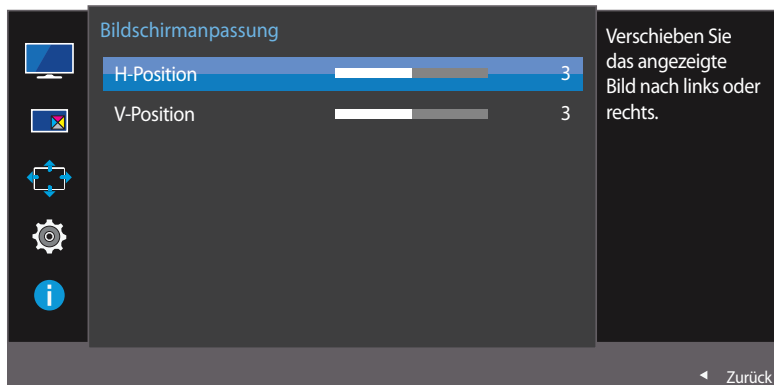 Bildschirmanpassung
H-Position 3
V-Position 3
Verschieben Sie
das angezeigte
Bild nach links oder
rechts.
i
◄ Zurück